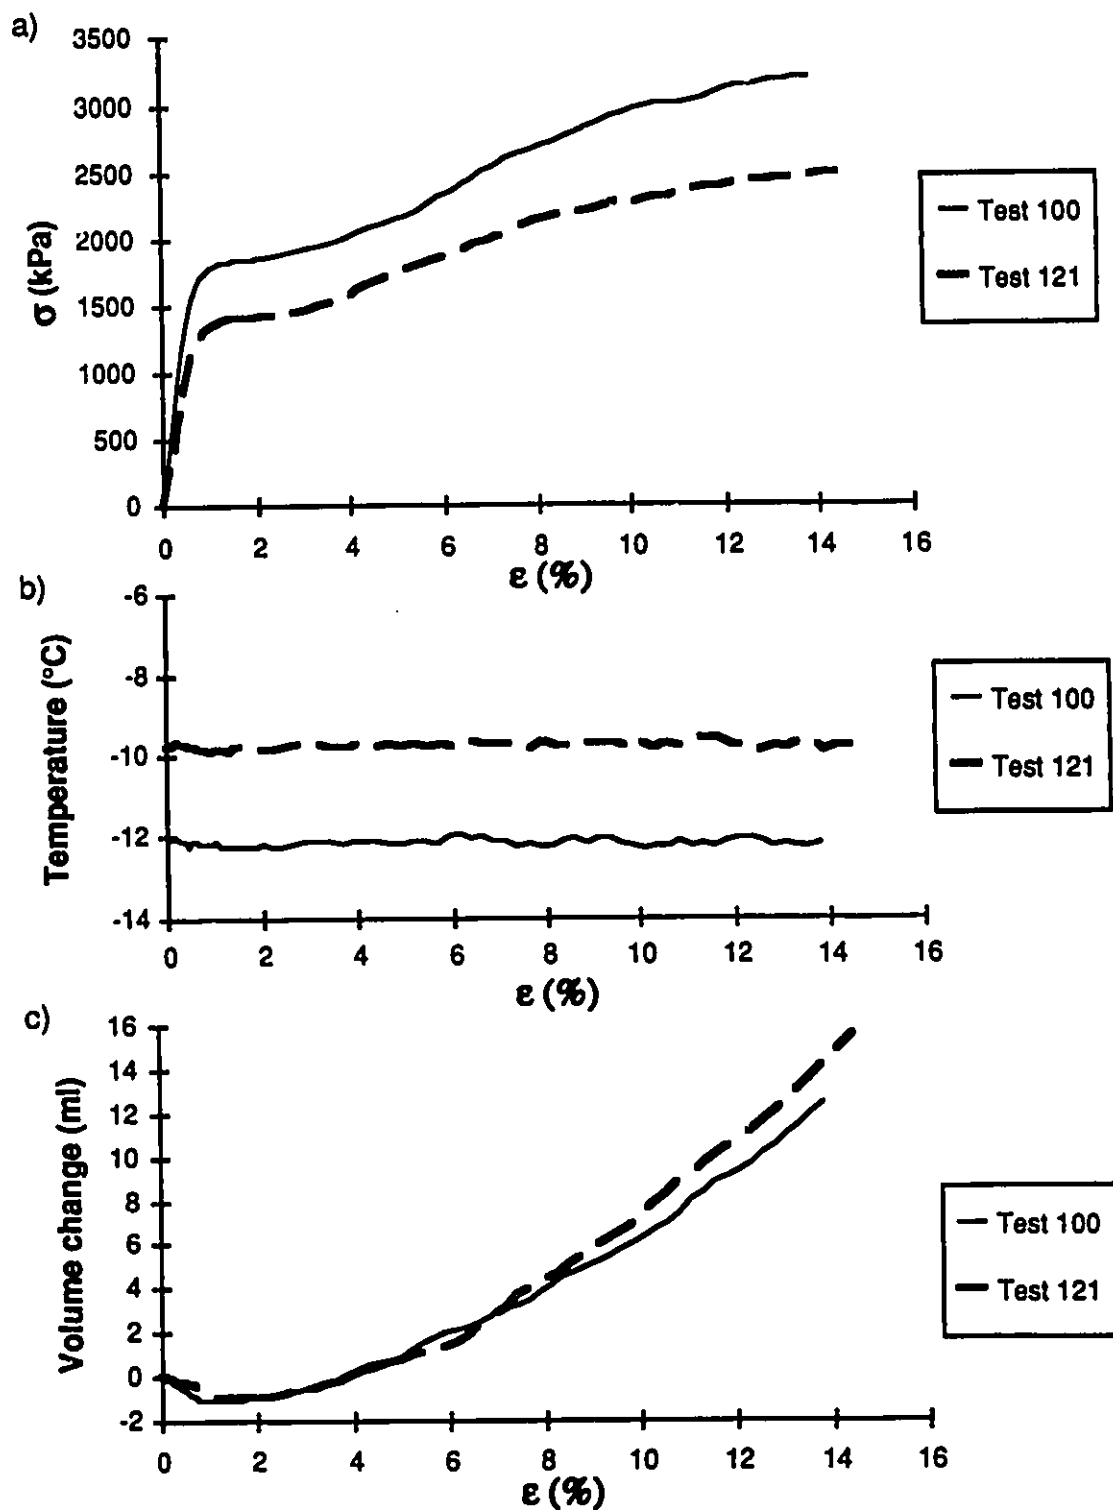 a)
3500
3000
2500
2000
1500
1000
500
0
σ (kPa)
0 2 4 6 8 10 12 14 16
ε (%)
Test 100
Test 121
b)
-6
-8
-10
-12
-14
Temperature (°C)
0 2 4 6 8 10 12 14 16
ε (%)
Test 100
Test 121
c)
16
14
12
10
8
6
4
2
0
-2
Volume change (ml)
0 2 4 6 8 10 12 14 16
ε (%)
Test 100
Test 121